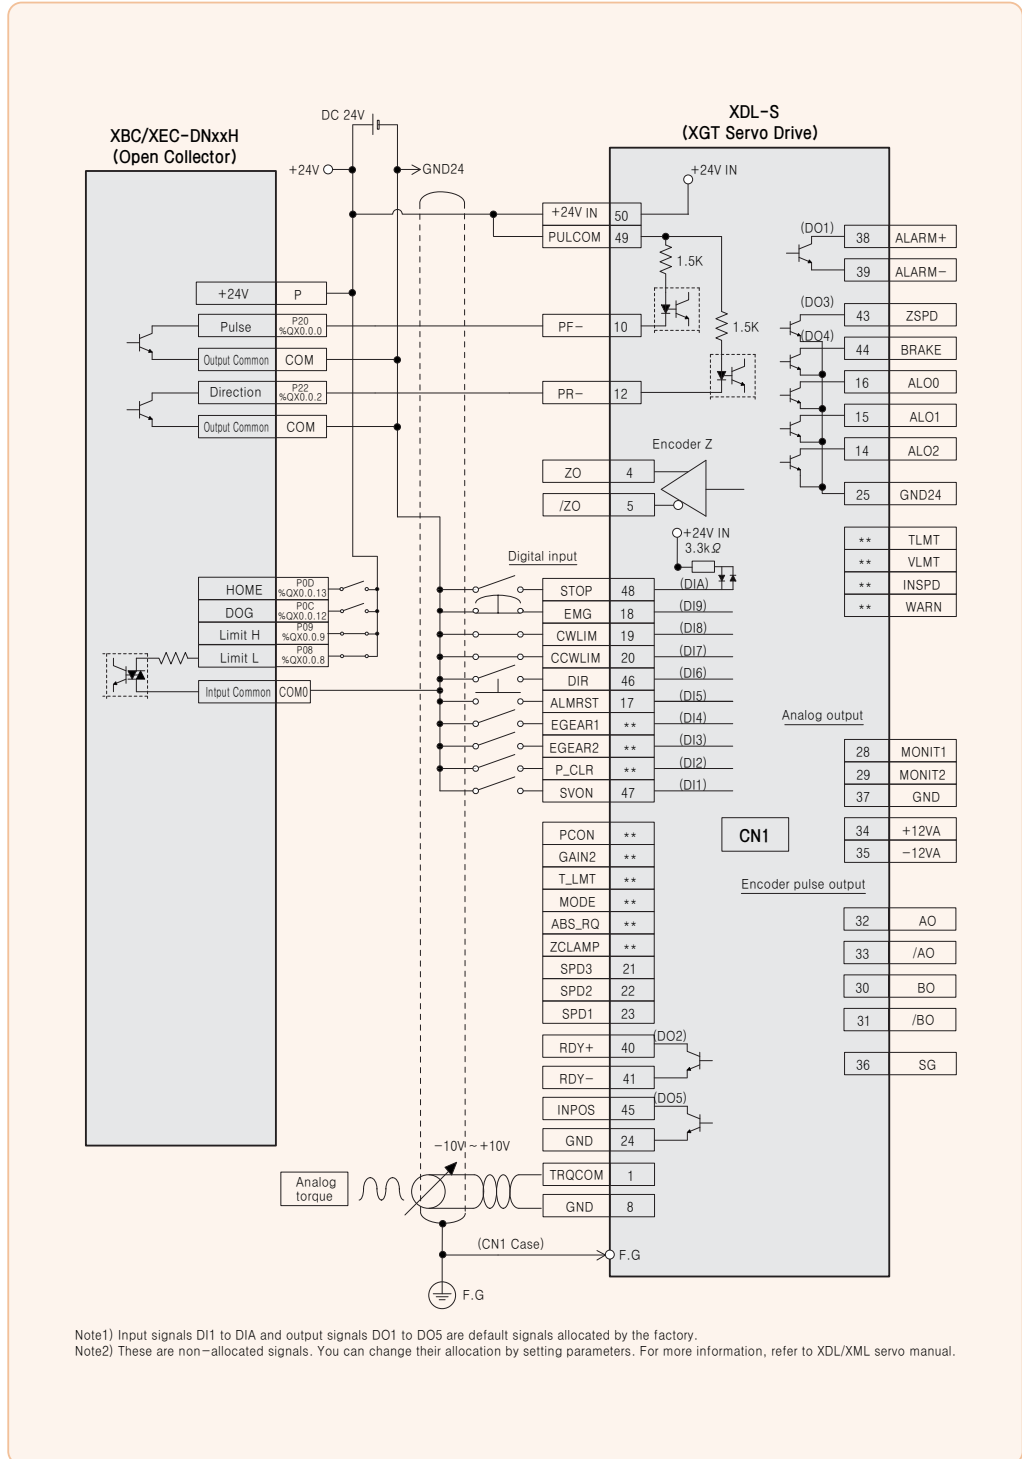 DC 24V
XBC/XEC-DNxxH
(Open Collector)
XDL-S
(XGT Servo Drive)
+24V
GND24
+24V IN
+24V IN 50
PULCOM 49
1.5K
1.5K
+24V P
Pulse P20 %QX0.0.0
Output Common COM
Direction P22 %QX0.0.2
Output Common COM
PF- 10
PR- 12
(DO1)
38 ALARM+
39 ALARM-
(DO3)
43 ZSPD
(DO4)
44 BRAKE
16 ALO0
15 ALO1
14 ALO2
25 GND24
Encoder Z
ZO 4
/ZO 5
+24V IN
3.3kΩ
** TLMT
** VLMT
** INSPD
** WARN
Digital input
HOME P0D %QX0.0.13
DOG P0C %QX0.0.12
Limit H P09 %QX0.0.9
Limit L P08 %QX0.0.8
Intput Common COM0
STOP 48 (DIA)
EMG 18 (DI9)
CWLIM 19 (DI8)
CCWLIM 20 (DI7)
DIR 46 (DI6)
ALMRST 17 (DI5)
EGEAR1 ** (DI4)
EGEAR2 ** (DI3)
P_CLR ** (DI2)
SVON 47 (DI1)
Analog output
28 MONIT1
29 MONIT2
37 GND
34 +12VA
35 -12VA
CN1
PCON **
GAIN2 **
T_LMT **
MODE **
ABS_RQ **
ZCLAMP **
SPD3 21
SPD2 22
SPD1 23
Encoder pulse output
32 AO
33 /AO
30 BO
31 /BO
36 SG
RDY+ 40 (DO2)
RDY- 41
INPOS 45 (DO5)
GND 24
-10V ~ +10V
Analog
torque
TRQCOM 1
GND 8
(CN1 Case)
F.G
F.G
Note1) Input signals DI1 to DIA and output signals DO1 to DO5 are default signals allocated by the factory.
Note2) These are non-allocated signals. You can change their allocation by setting parameters. For more information, refer to XDL/XML servo manual.